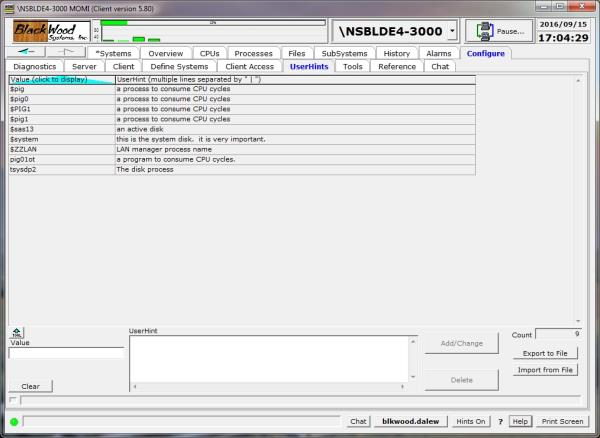 \NSBLDE4-3000 MOMI (Client version 5.80)
BlackWood
Systems, Inc.
\NSBLDE4-3000
Pause...
2016/09/15
17:04:29
*Systems Overview CPUs Processes Files SubSystems History Alarms Configure
Diagnostics Server Client Define Systems Client Access UserHints Tools Reference Chat
Value (click to display) UserHint (multiple lines separated by " | ")
$pig a process to consume CPU cycles
$pig0 a process to consume CPU cycles
$PIG1 a process to consume CPU cycles
$pig1 a process to consume CPU cycles
$sas13 an active disk
$system this is the system disk. it is very important.
$ZZLAN LAN manager process name
pig01ot a program to consume CPU cycles.
tsysdp2 The disk process
Value
UserHint
Add/Change
Delete
Count 9
Export to File
Import from File
Clear
Chat blkwood.dalew Hints On ? Help Print Screen